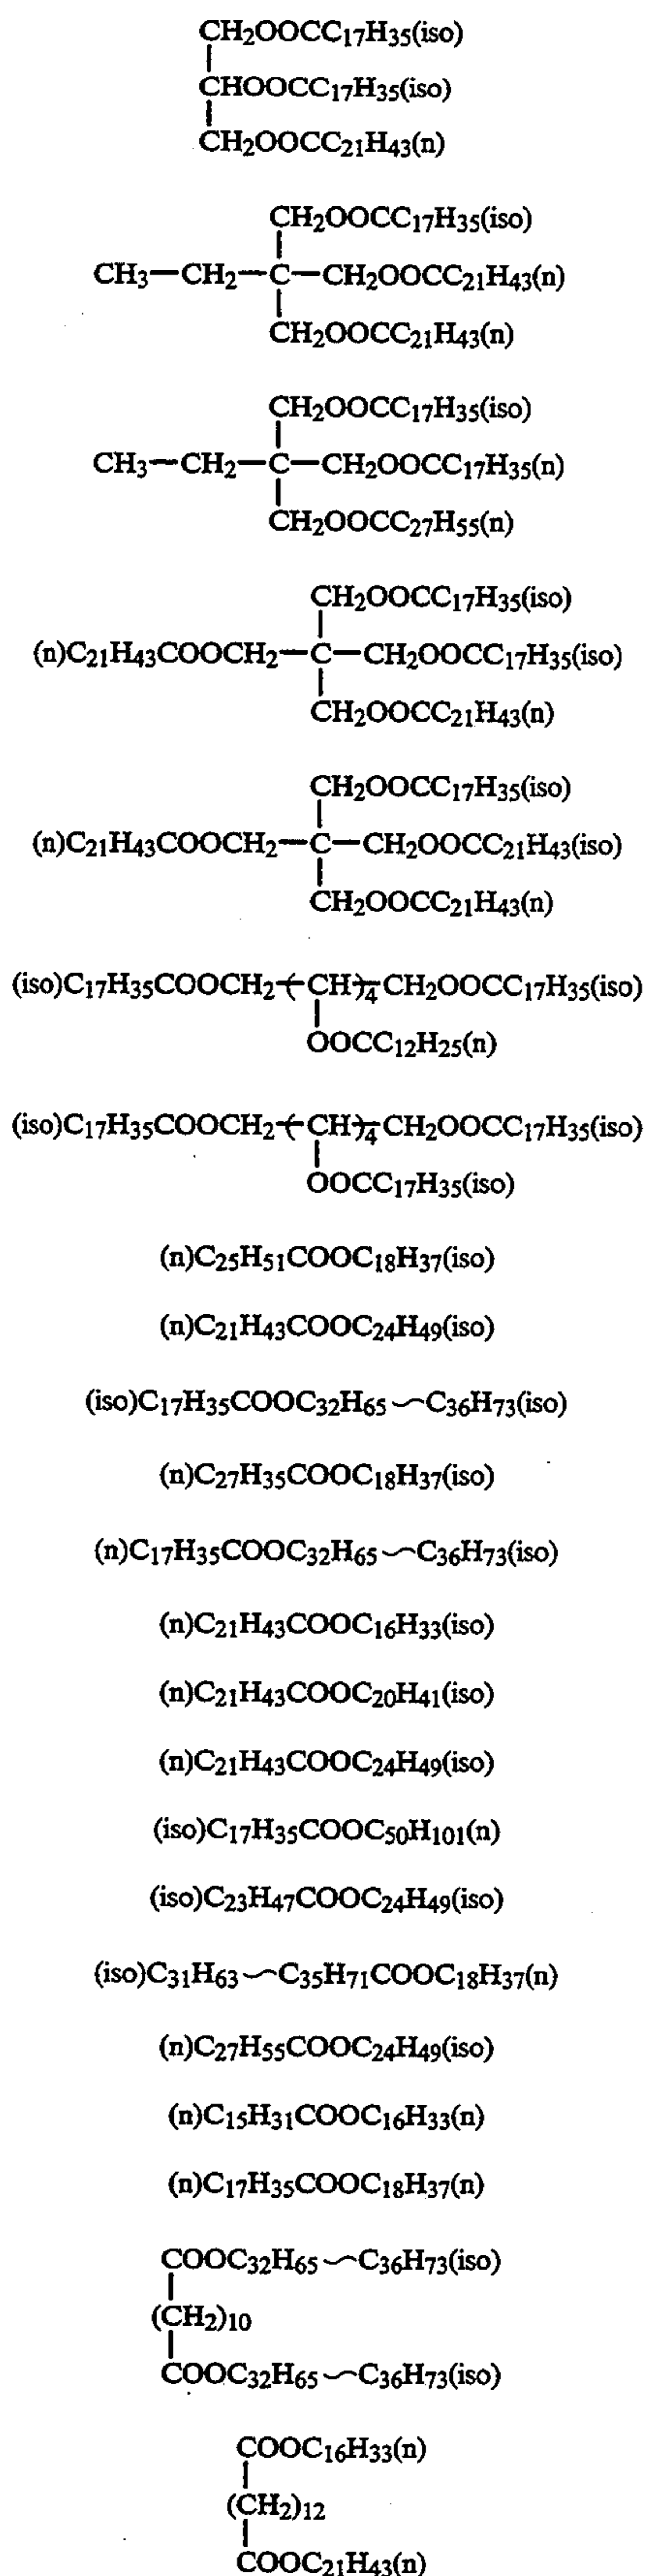 CH2OOCC17H35(iso)
CHOOCC17H35(iso)
CH2OOCC21H43(n)
CH2OOCC17H35(iso)
CH3—CH2—C—CH2OOCC21H43(n)
CH2OOCC21H43(n)
CH2OOCC17H35(iso)
CH3—CH2—C—CH2OOCC17H35(n)
CH2OOCC27H55(n)
CH2OOCC17H35(iso)
(n)C21H43COOCH2—C—CH2OOCC17H35(iso)
CH2OOCC21H43(n)
CH2OOCC17H35(iso)
(n)C21H43COOCH2—C—CH2OOCC21H43(iso)
CH2OOCC21H43(n)
(iso)C17H35COOCH2-(CH)4-CH2OOCC17H35(iso)
OOCC12H25(n)
(iso)C17H35COOCH2-(CH)4-CH2OOCC17H35(iso)
OOCC17H35(iso)
(n)C25H51COOC18H37(iso)
(n)C21H43COOC24H49(iso)
(iso)C17H35COOC32H65~C36H73(iso)
(n)C27H35COOC18H37(iso)
(n)C17H35COOC32H65~C36H73(iso)
(n)C21H43COOC16H33(iso)
(n)C21H43COOC20H41(iso)
(n)C21H43COOC24H49(iso)
(iso)C17H35COOC50H101(n)
(iso)C23H47COOC24H49(iso)
(iso)C31H63~C35H71COOC18H37(n)
(n)C27H55COOC24H49(iso)
(n)C15H31COOC16H33(n)
(n)C17H35COOC18H37(n)
COOC32H65~C36H73(iso)
(CH2)10
COOC32H65~C36H73(iso)
COOC16H33(n)
(CH2)12
COOC21H43(n)